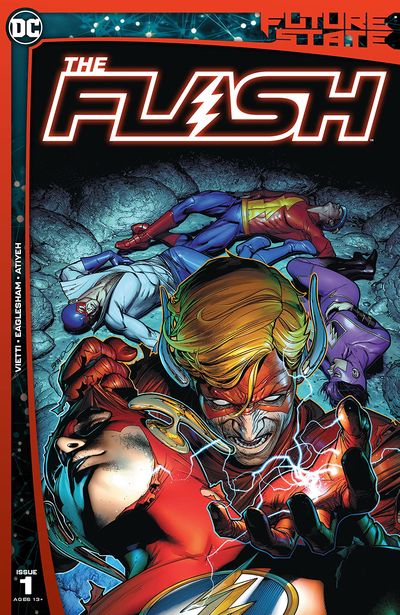 DC
FUTURE
STATE
THE
FLASH
VIETTI • EAGLESHAM • ATIYEH
ISSUE
1
AGES 13+